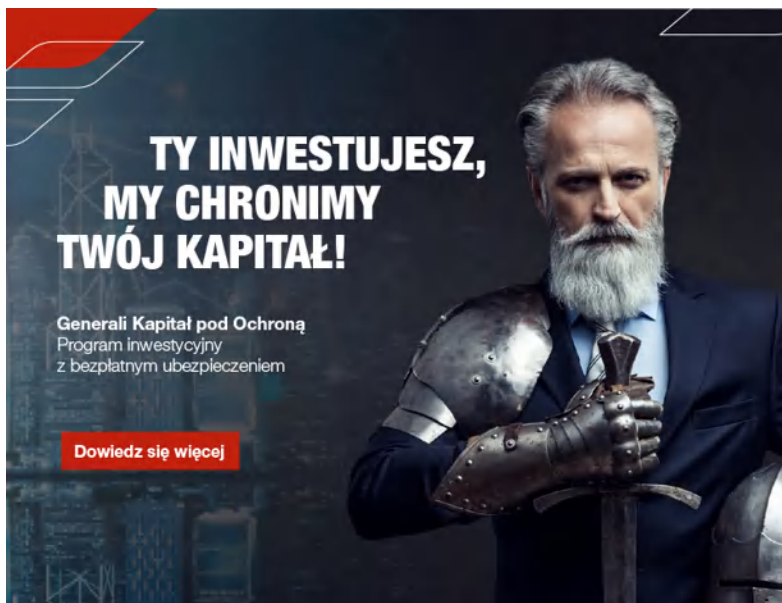 TY INWESTUJESZ,
MY CHRONIMY
TWÓJ KAPITAŁ!
Generali Kapitał pod Ochroną
Program inwestycyjny
z bezpłatnym ubezpieczeniem
Dowiedz się więcej